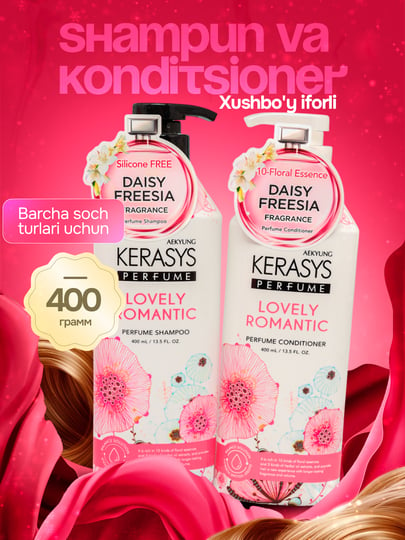 Shampun va
Konditsioner
Xushbo'y iforli
Silicone FREE
DAISY
FREESIA
FRAGRANCE
Perfume Shampoo
10-Floral Essence
DAISY
FREESIA
FRAGRANCE
Perfume Conditioner
Barcha soch
turlari uchun
400
грамм
AEKYUNG
KERASYS
PERFUME
LOVELY
ROMANTIC
PERFUME SHAMPOO
400 mL / 13.5 FL. OZ.
AEKYUNG
KERASYS
PERFUME
LOVELY
ROMANTIC
PERFUME CONDITIONER
400 mL / 13.5 FL. OZ.